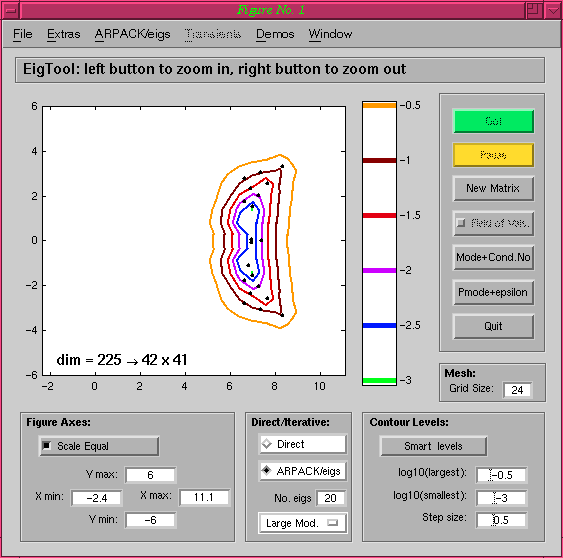 Figure No. 1
File Extras ARPACK/eigs Transients Demos Window
EigTool: left button to zoom in, right button to zoom out
6
4
2
0
−2
−4
−6
−2 0 2 4 6 8 10
dim = 225 → 42 x 41
−0.5
−1
−1.5
−2
−2.5
−3
Go!
Pause
New Matrix
Field of Vals.
Mode+Cond.No
Pmode+epsilon
Quit
Mesh:
Grid Size: 24
Figure Axes:
Scale Equal
Y max: 6
X min: -2.4 X max: 11.1
Y min: -6
Direct/Iterative:
Direct
ARPACK/eigs
No. eigs 20
Large Mod.
Contour Levels:
Smart levels
log10(largest): -0.5
log10(smallest): -3
Step size: 0.5